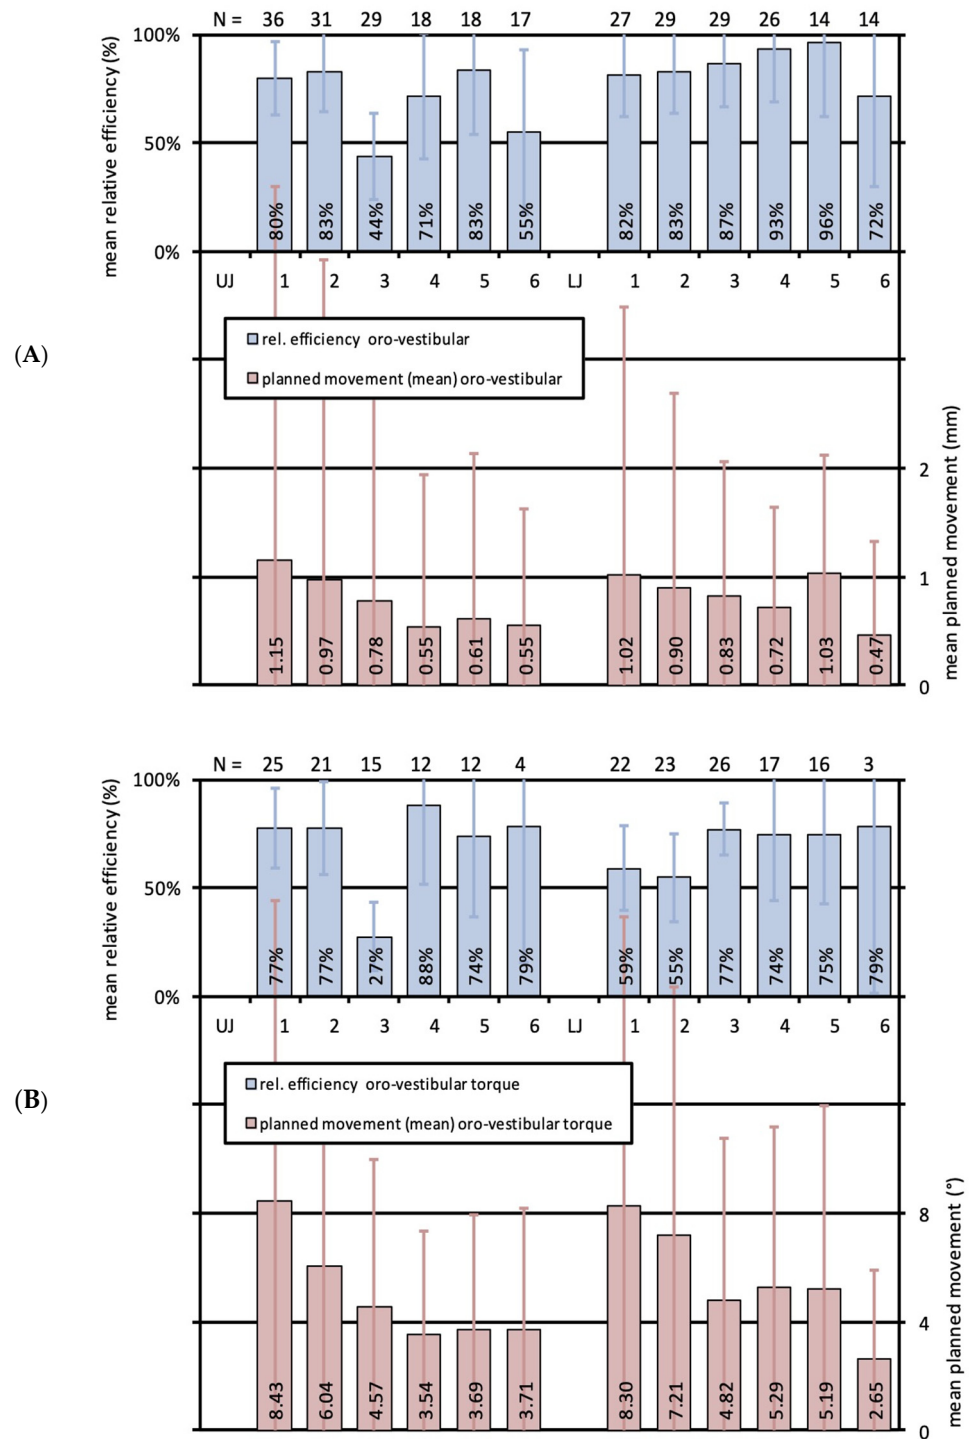 N = 36 31 29 18 18 17 27 29 29 26 14 14
100%
50%
0%
mean relative efficiency (%)
80% 83% 44% 71% 83% 55% 82% 83% 87% 93% 96% 72%
UJ 1 2 3 4 5 6 LJ 1 2 3 4 5 6
(A)
rel. efficiency oro-vestibular
planned movement (mean) oro-vestibular
2
1
0
mean planned movement (mm)
1.15 0.97 0.78 0.55 0.61 0.55 1.02 0.90 0.83 0.72 1.03 0.47
N = 25 21 15 12 12 4 22 23 26 17 16 3
100%
50%
0%
mean relative efficiency (%)
77% 77% 27% 88% 74% 79% 59% 55% 77% 74% 75% 79%
UJ 1 2 3 4 5 6 LJ 1 2 3 4 5 6
(B)
rel. efficiency oro-vestibular torque
planned movement (mean) oro-vestibular torque
8
4
0
mean planned movement (°)
8.43 6.04 4.57 3.54 3.69 3.71 8.30 7.21 4.82 5.29 5.19 2.65